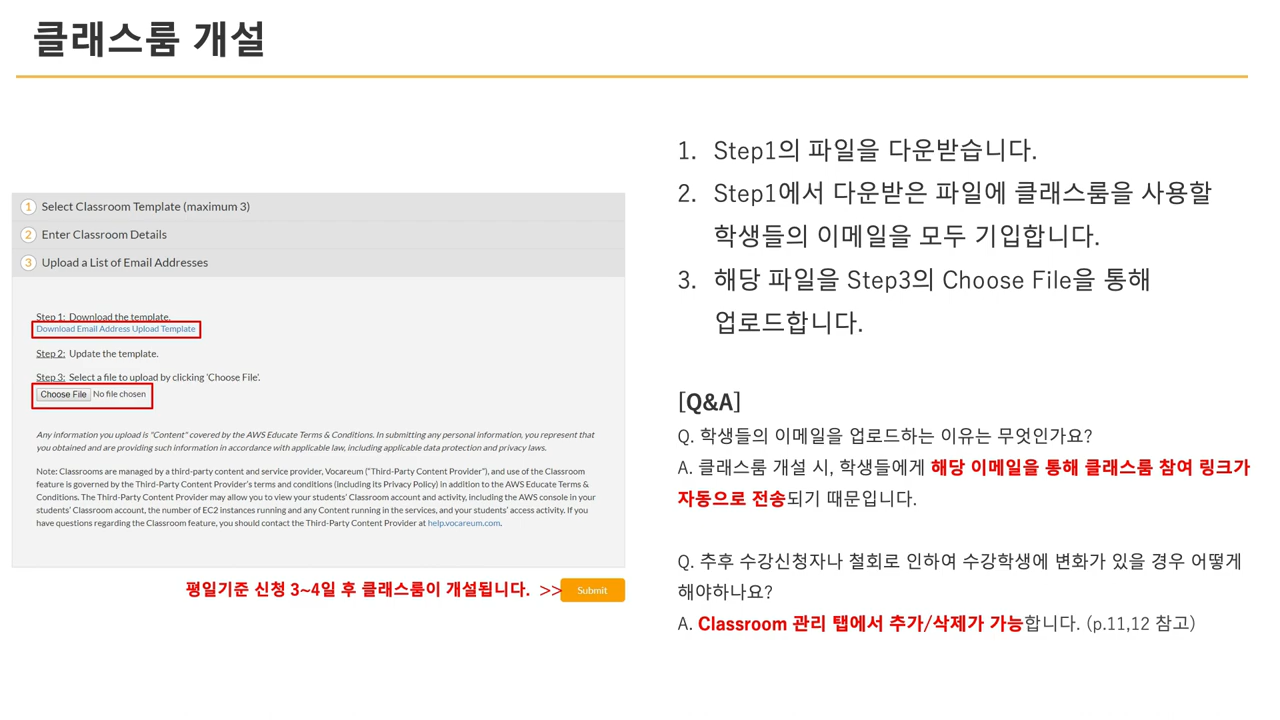 클래스룸 개설
1 Select Classroom Template (maximum 3)
2 Enter Classroom Details
3 Upload a List of Email Addresses
Step 1: Download the template.
Download Email Address Upload Template
Step 2: Update the template.
Step 3: Select a file to upload by clicking 'Choose File'.
Choose File No file chosen
Any information you upload is "Content" covered by the AWS Educate Terms & Conditions. In submitting any personal information, you represent that
you obtained and are providing such information in accordance with applicable law, including applicable data protection and privacy laws.
Note: Classrooms are managed by a third-party content and service provider, Vocareum ("Third-Party Content Provider"), and use of the Classroom
feature is governed by the Third-Party Content Provider's terms and conditions (including its Privacy Policy) in addition to the AWS Educate Terms &
Conditions. The Third-Party Content Provider may allow you to view your students' Classroom account and activity, including the AWS console in your
students' Classroom account, the number of EC2 instances running and any Content running in the services, and your students' access activity. If you
have questions regarding the Classroom feature, you should contact the Third-Party Content Provider at help.vocareum.com.
평일기준 신청 3~4일 후 클래스룸이 개설됩니다. >> Submit
1. Step1의 파일을 다운받습니다.
2. Step1에서 다운받은 파일에 클래스룸을 사용할
학생들의 이메일을 모두 기입합니다.
3. 해당 파일을 Step3의 Choose File을 통해
업로드합니다.
[Q&A]
Q. 학생들의 이메일을 업로드하는 이유는 무엇인가요?
A. 클래스룸 개설 시, 학생들에게 해당 이메일을 통해 클래스룸 참여 링크가
자동으로 전송되기 때문입니다.
Q. 추후 수강신청자나 철회로 인하여 수강학생에 변화가 있을 경우 어떻게
해야하나요?
A. Classroom 관리 탭에서 추가/삭제가 가능합니다. (p.11,12 참고)